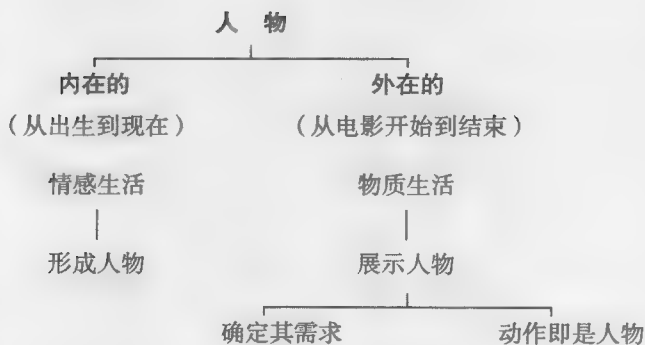 人 物
内在的 外在的
（从出生到现在） （从电影开始到结束）
情感生活 物质生活
形成人物 展示人物
确定其需求 动作即是人物